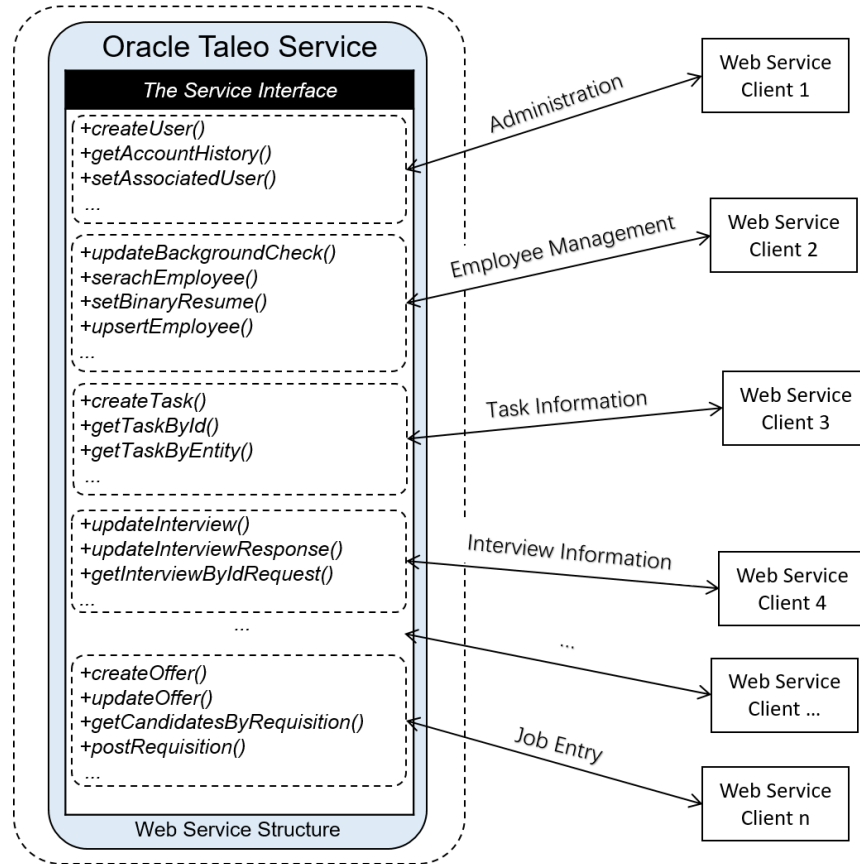 Oracle Taleo Service
The Service Interface
+createUser()
+getAccountHistory()
+setAssociatedUser()
...
+updateBackgroundCheck()
+serachEmployee()
+setBinaryResume()
+upsertEmployee()
...
+createTask()
+getTaskById()
+getTaskByEntity()
...
+updateInterview()
+updateInterviewResponse()
+getInterviewByIdRequest()
...
...
+createOffer()
+updateOffer()
+getCandidatesByRequisition()
+postRequisition()
...
Web Service Structure
Administration
Employee Management
Task Information
Interview Information
...
Job Entry
Web Service
Client 1
Web Service
Client 2
Web Service
Client 3
Web Service
Client 4
Web Service
Client ...
Web Service
Client n